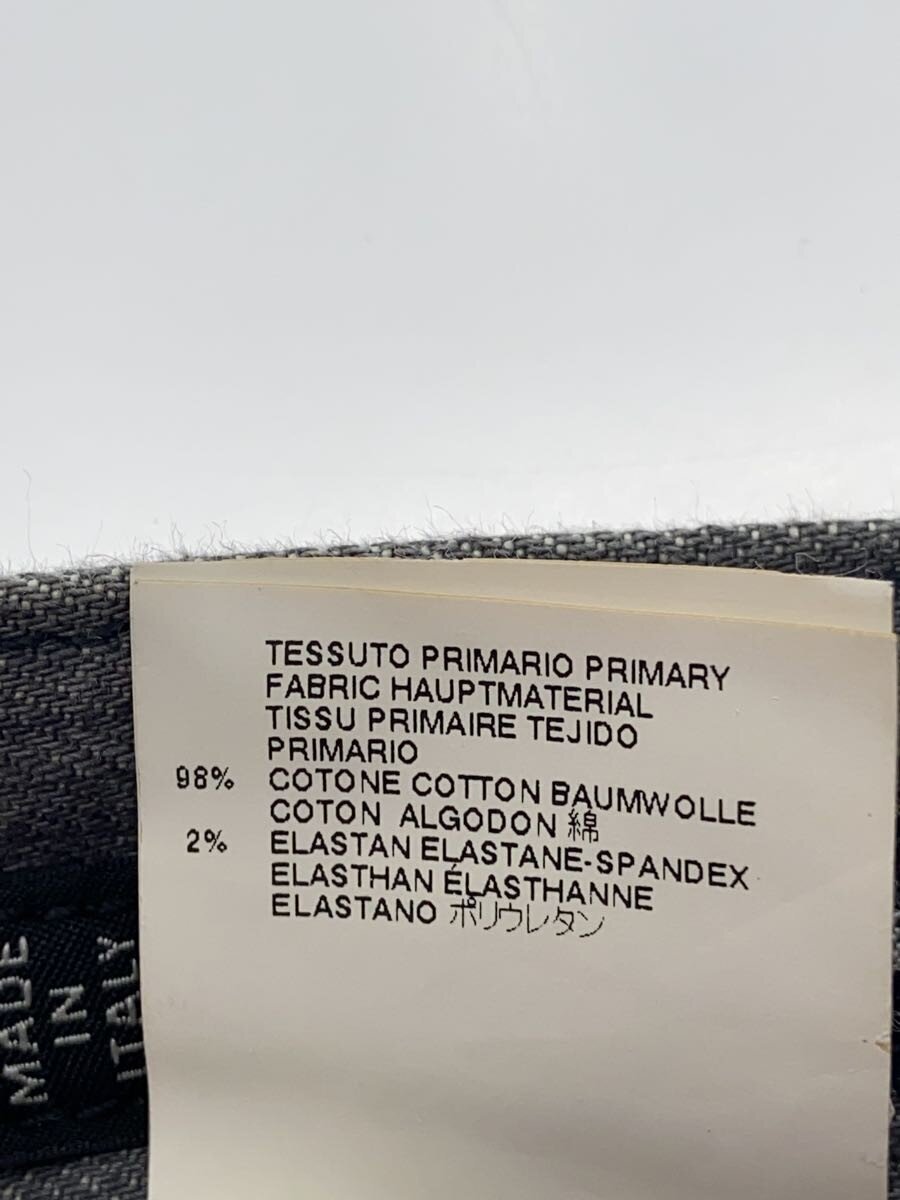 TESSUTO PRIMARIO PRIMARY
FABRIC HAUPTMATERIAL
TISSU PRIMAIRE TEJIDO
PRIMARIO
98% COTONE COTTON BAUMWOLLE
COTON ALGODON 綿
2% ELASTAN ELASTANE-SPANDEX
ELASTHAN ÉLASTHANNE
ELASTANO ポリウレタン
MADE
IN
ITALY